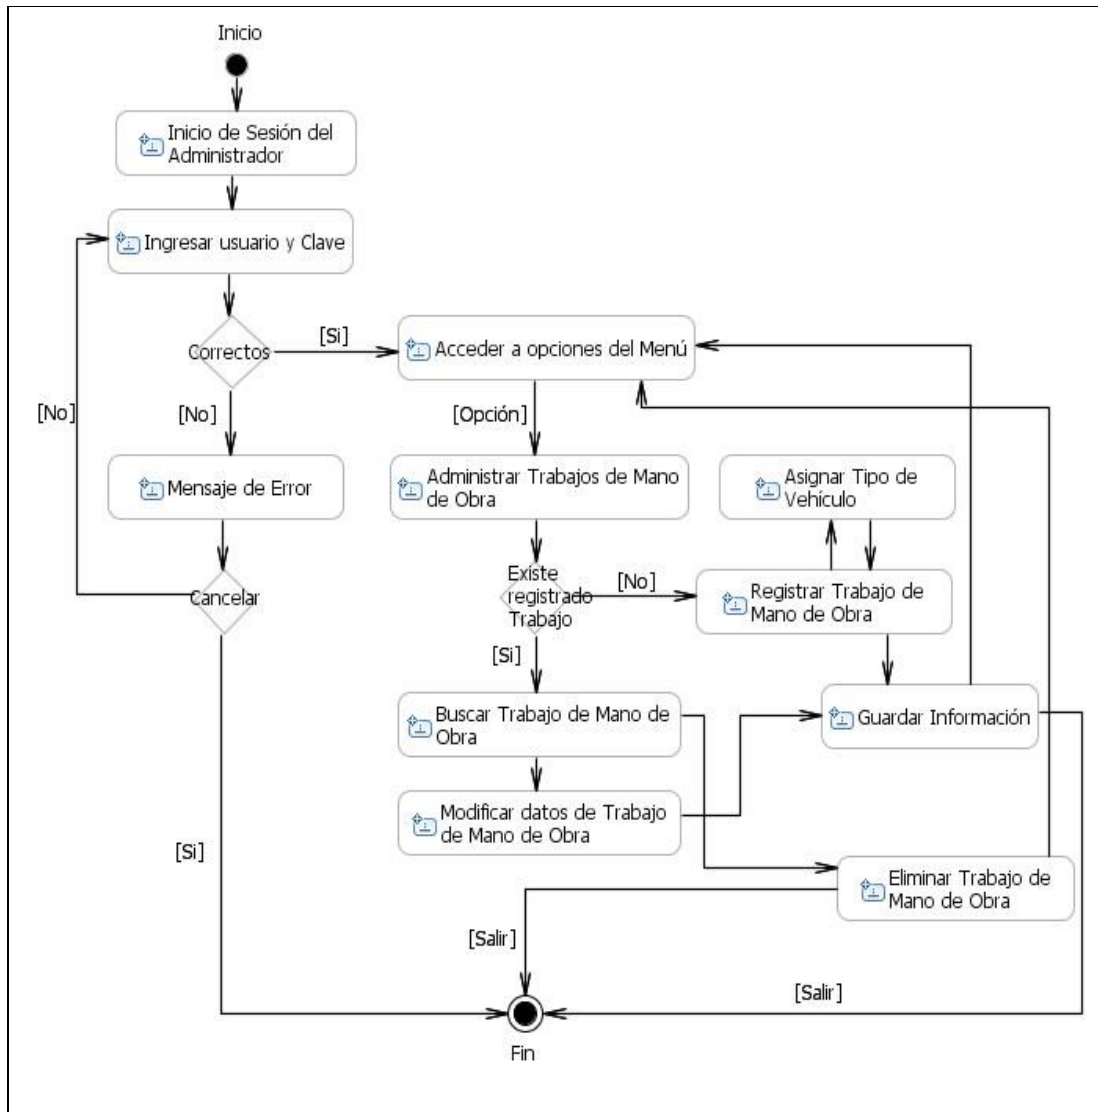 Inicio
Inicio de Sesión del
Administrador
Ingresar usuario y Clave
Correctos
[Si]
Acceder a opciones del Menú
[No]
[No]
[Opción]
Mensaje de Error
Administrar Trabajos de Mano
de Obra
Asignar Tipo de
Vehículo
Cancelar
Existe
registrado
Trabajo
[No]
Registrar Trabajo de
Mano de Obra
[Si]
Buscar Trabajo de Mano de
Obra
Guardar Información
Modificar datos de Trabajo
de Mano de Obra
[Si]
Eliminar Trabajo de
Mano de Obra
[Salir]
[Salir]
Fin